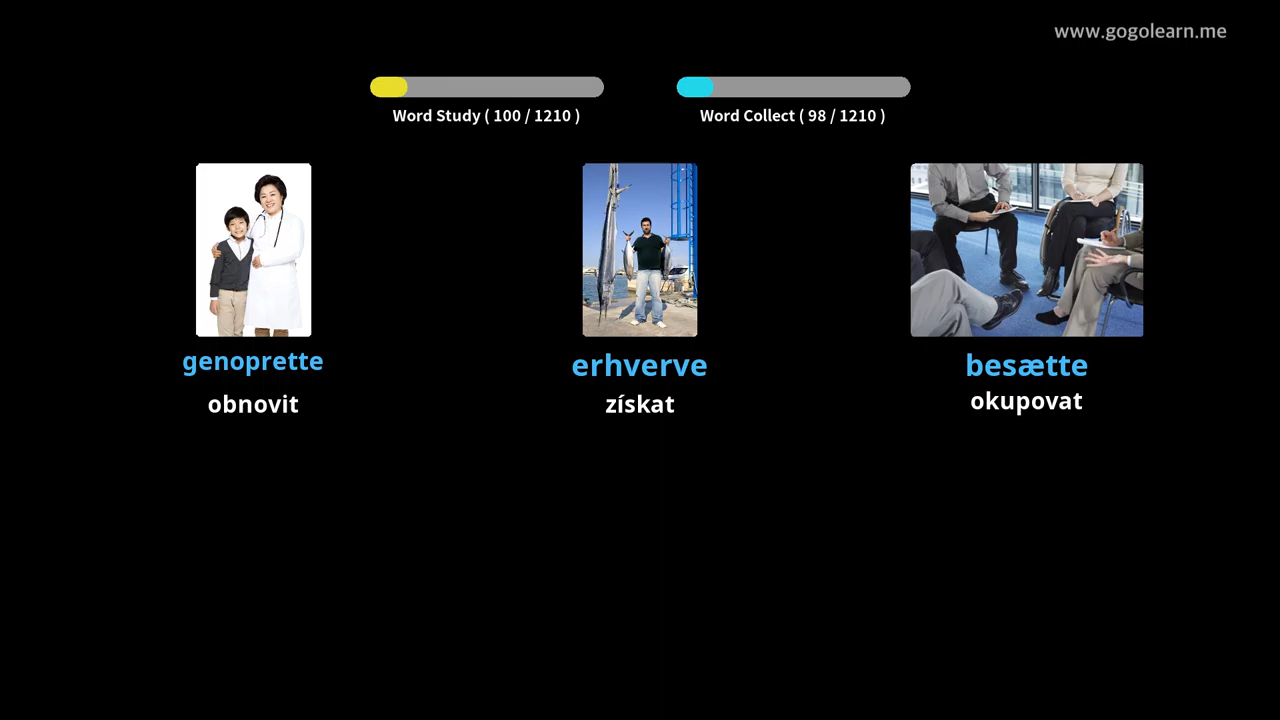 www.gogolearn.me
Word Study ( 100 / 1210 )
Word Collect ( 98 / 1210 )
genoprette
erhverve
besætte
obnovit
získat
okupovat